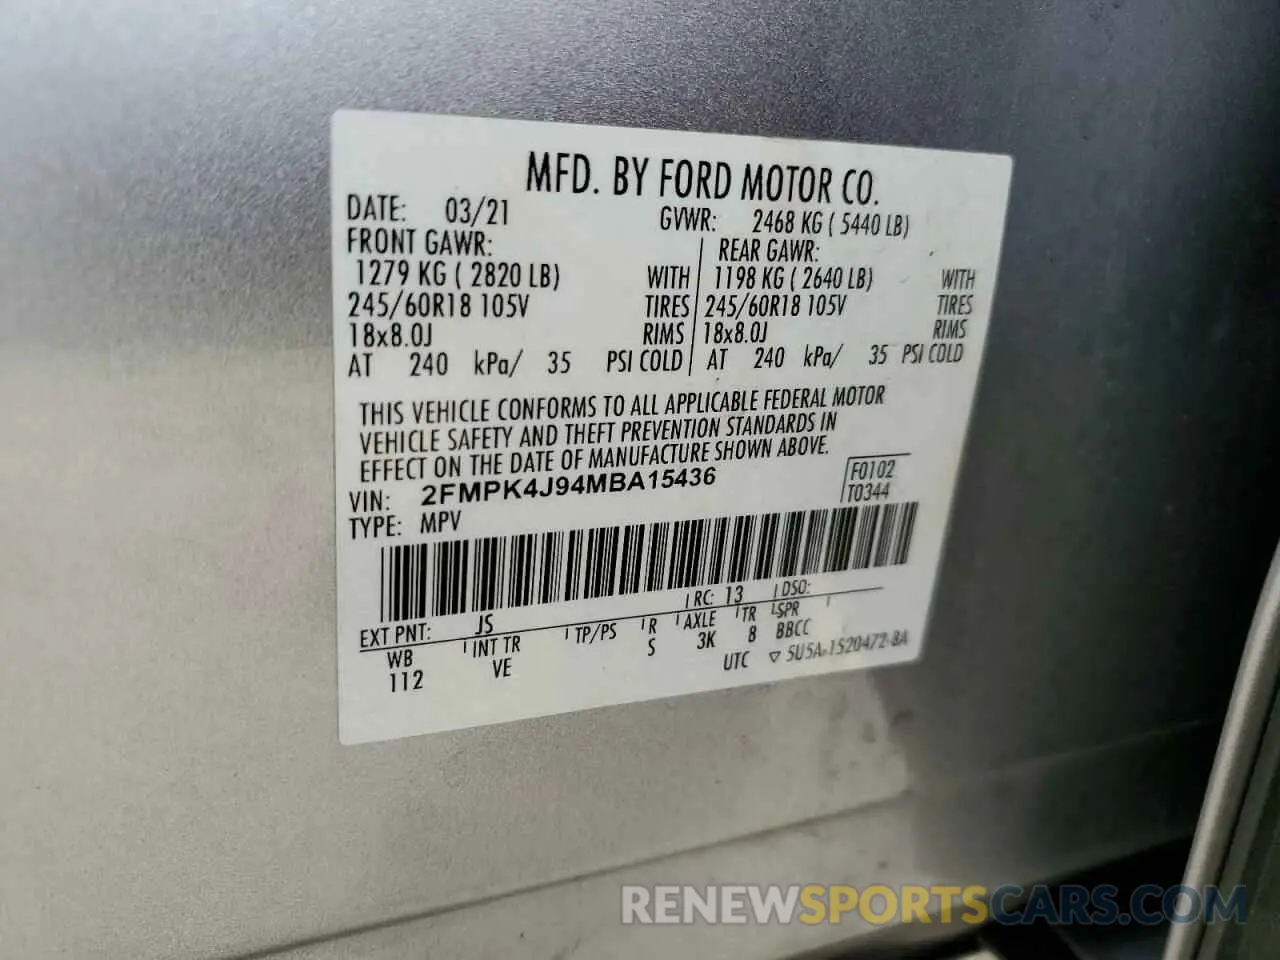 MFD. BY FORD MOTOR CO.
DATE: 03/21 GVWR: 2468 KG ( 5440 LB)
FRONT GAWR: REAR GAWR:
1279 KG ( 2820 LB) WITH 1198 KG ( 2640 LB) WITH
245/60R18 105V TIRES 245/60R18 105V TIRES
18x8.0J RIMS 18x8.0J RIMS
AT 240 kPa/ 35 PSI COLD AT 240 kPa/ 35 PSI COLD
THIS VEHICLE CONFORMS TO ALL APPLICABLE FEDERAL MOTOR
VEHICLE SAFETY AND THEFT PREVENTION STANDARDS IN
EFFECT ON THE DATE OF MANUFACTURE SHOWN ABOVE.
VIN: 2FMPK4J94MBA15436 F0102
TYPE: MPV T0344
EXT PNT: JS RC: 13 DSO:
WB INT TR TP/PS R AXLE TR SPR
112 VE S 3K 8 BBCC
UTC ▽ 5U5A-1520472-BA
RENEWSPORTSCARS.COM